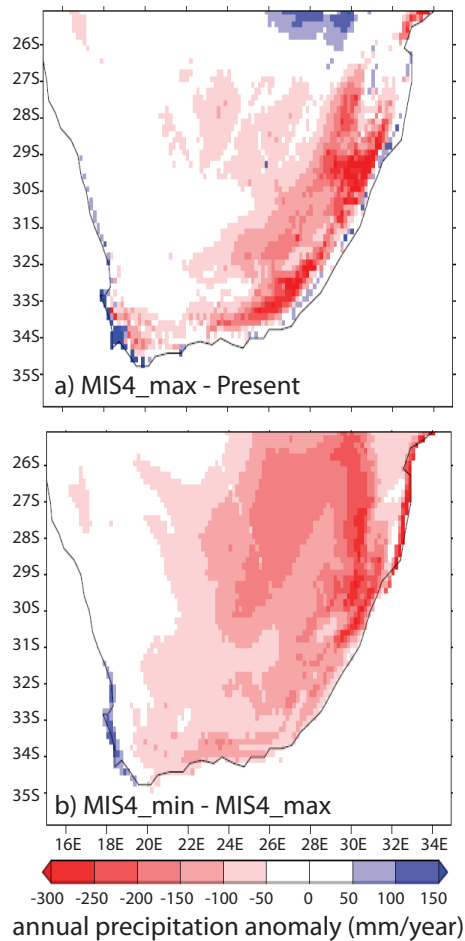 26S
27S
28S
29S
30S
31S
32S
33S
34S
35S
a) MIS4_max - Present
26S
27S
28S
29S
30S
31S
32S
33S
34S
35S
b) MIS4_min - MIS4_max
16E 18E 20E 22E 24E 26E 28E 30E 32E 34E
-300 -250 -200 -150 -100 -50 0 50 100 150
annual precipitation anomaly (mm/year)